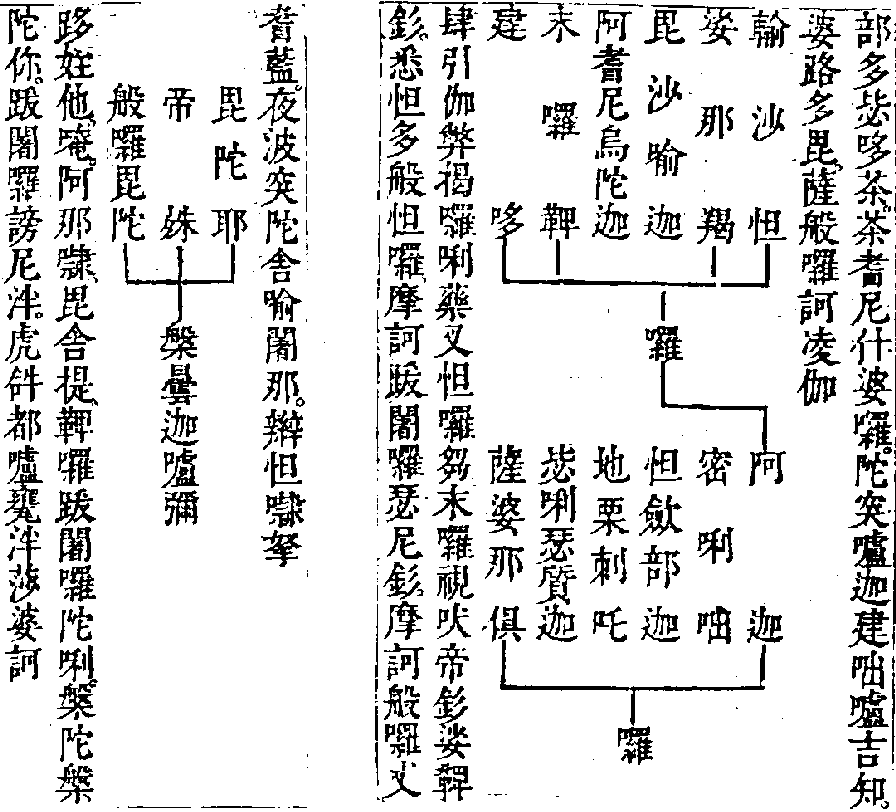 部多毖哆茶。茶耆尼什婆囉。陀突嚧迦建咄嚧吉知。
婆路多毘。薩般囉訶凌伽
輸沙怛
娑那羯
毘沙喻迦
阿耆尼烏陀迦
末囉鞞
建哆
囉
阿迦
密唎咄
怛斂部迦
地栗剌吒
毖唎瑟質迦
薩婆那俱
囉
肆引伽弊揭囉唎藥叉怛囉芻末囉視吠帝釤娑鞞
釤。悉怛多般怛囉、摩訶跋闍囉瑟尼釤。摩訶般囉丈
耆藍。夜波突陀舍喻闍那。辮怛㘑拏
毘陀耶
帝姝
般囉毘陀
槃曇迦嚧彌
跢姪他、唵。阿那㘑、毘舍提、鞞囉跋闍囉陀唎。槃陀槃
陀你。跋闍囉謗尼泮。虎𤙖都嚧甕泮莎婆訶